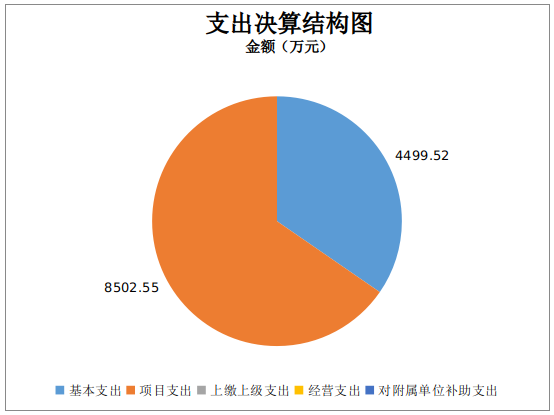 支出决算结构图
金额（万元）
4499.52
8502.55
基本支出 项目支出 上缴上级支出 经营支出 对附属单位补助支出